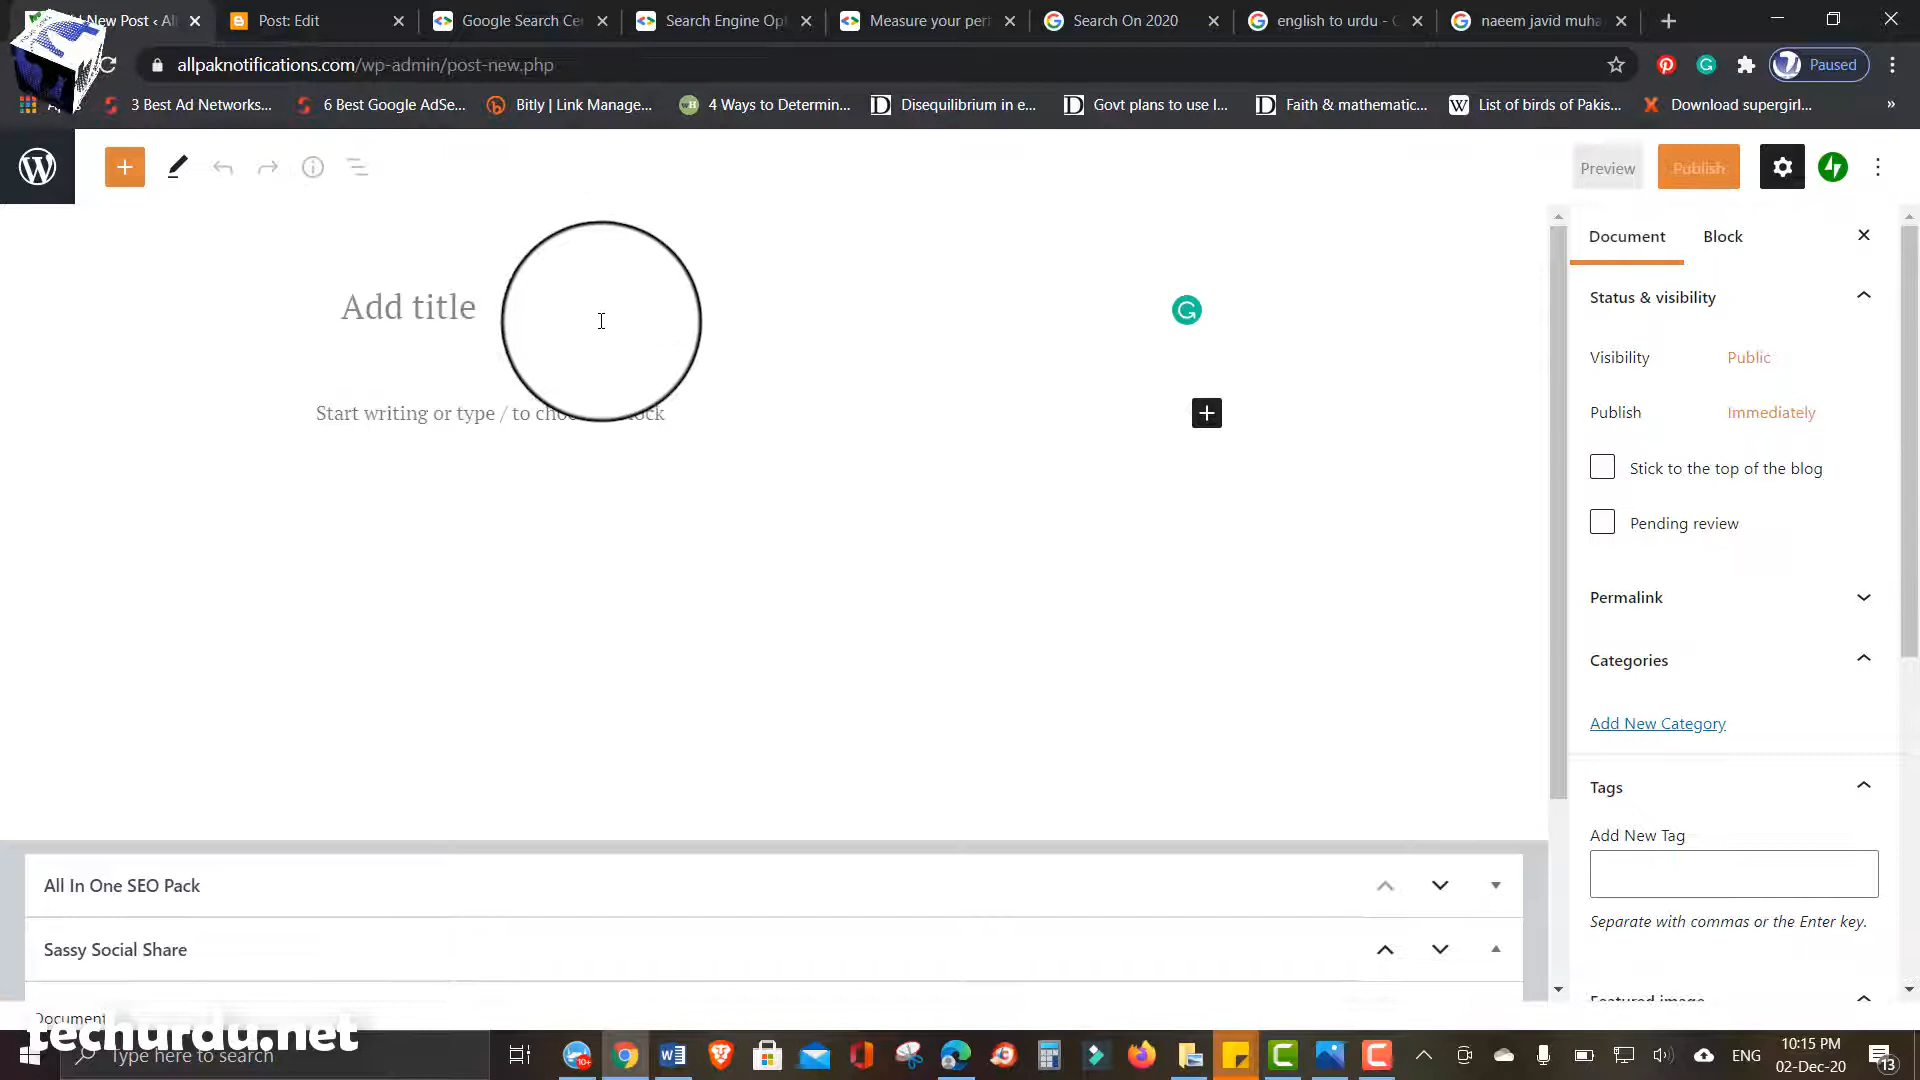 New Post ‹ Al
Post: Edit
Google Search Ce
Search Engine Op
Measure your per
Search On 2020
english to urdu -
naeem javid muha
allpaknotifications.com/wp-admin/post-new.php
Paused
3 Best Ad Networks...
6 Best Google AdSe...
Bitly | Link Manage...
4 Ways to Determin...
Disequilibrium in e...
Govt plans to use I...
Faith & mathematic...
List of birds of Pakis...
Download supergirl...
»
Preview
Publish
Document
Block
Status & visibility
Add title
Visibility
Public
Start writing or type / to
Publish
Immediately
Stick to the top of the blog
Pending review
Permalink
Categories
Add New Category
Tags
Add New Tag
All In One SEO Pack
Separate with commas or the Enter key.
Sassy Social Share
Featured image
Document
techurdu.net
Type here to search
10+
ENG
10:15 PM
02-Dec-20
13